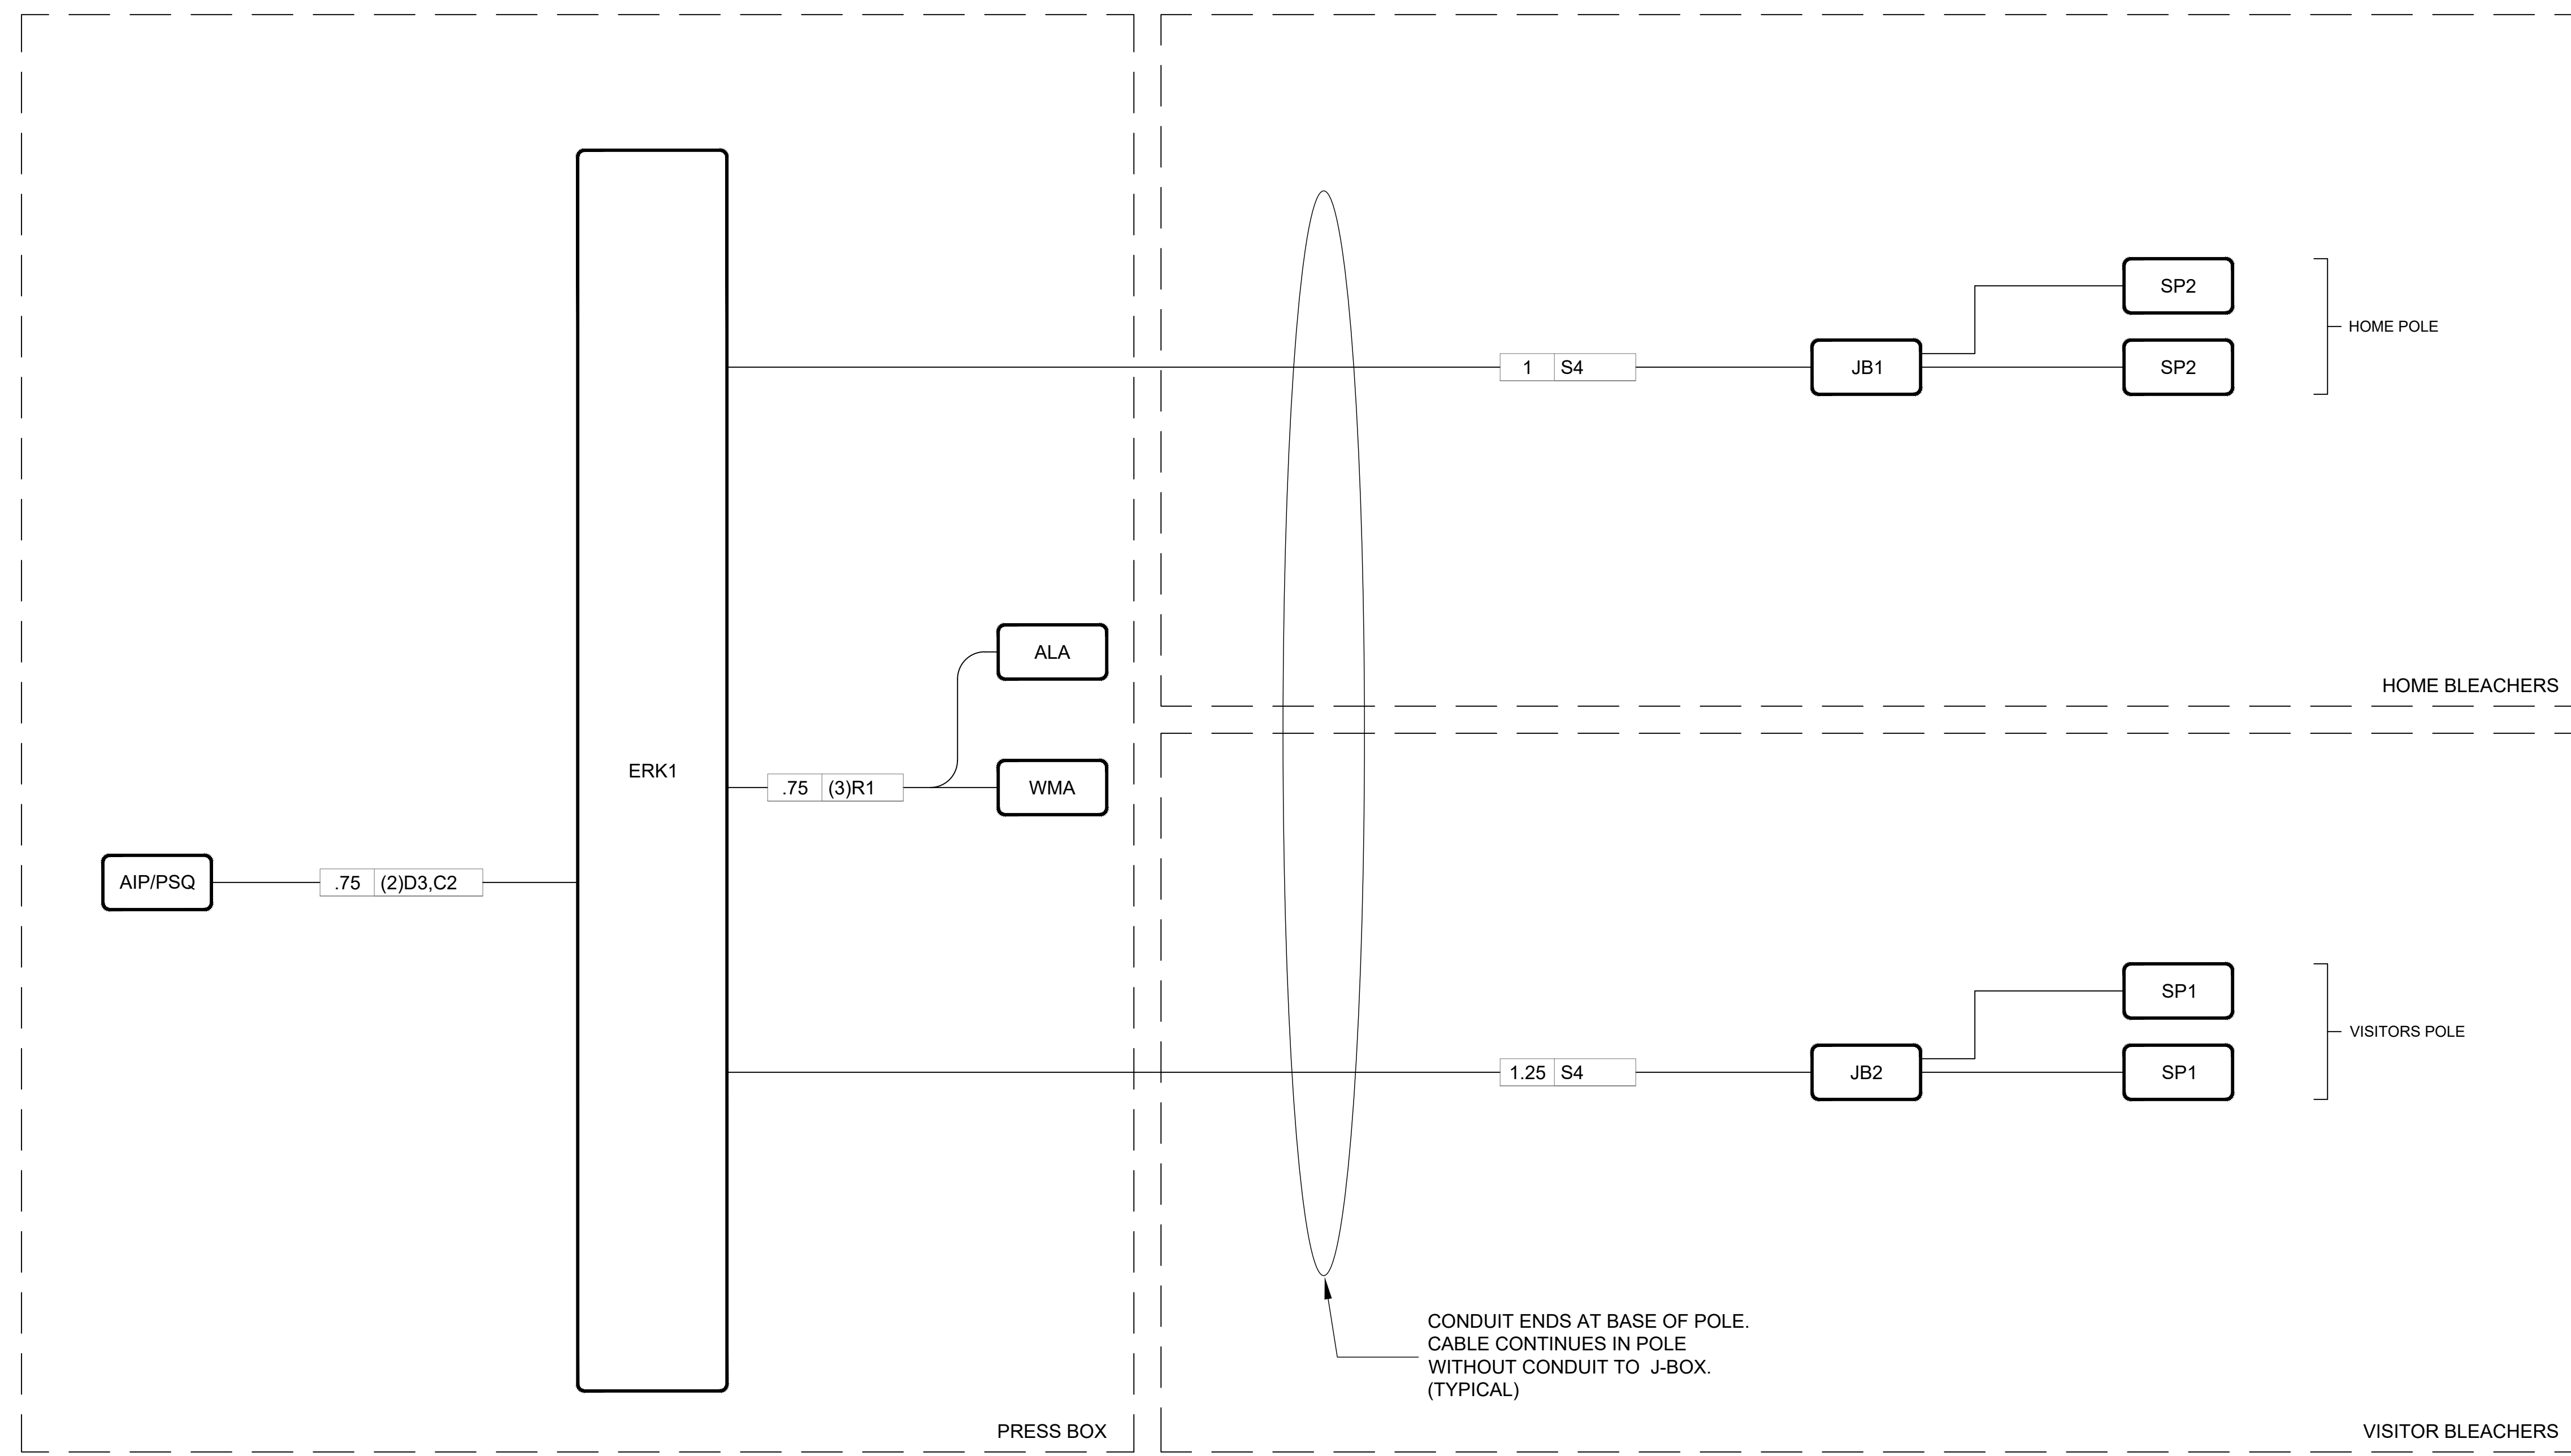 SP2
HOME POLE
1 S4
JB1
SP2
ALA
HOME BLEACHERS
ERK1
.75 (3)R1
WMA
AIP/PSQ
.75 (2)D3,C2
SP1
VISITORS POLE
1.25 S4
JB2
SP1
CONDUIT ENDS AT BASE OF POLE.
CABLE CONTINUES IN POLE
WITHOUT CONDUIT TO J-BOX.
(TYPICAL)
PRESS BOX
VISITOR BLEACHERS